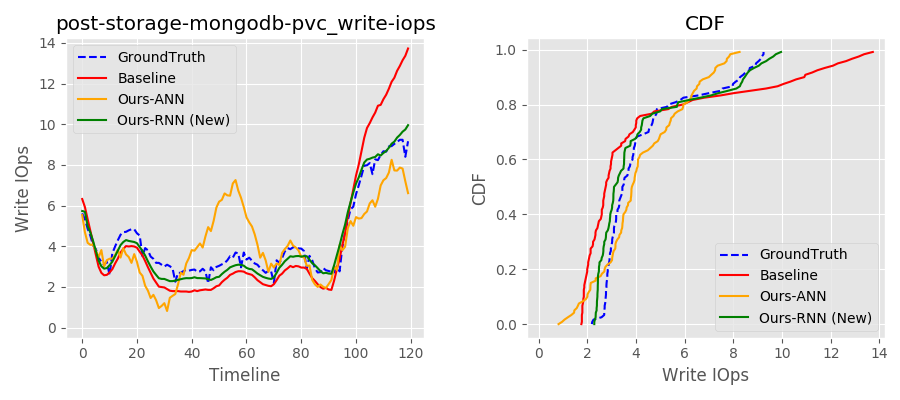 post-storage-mongodb-pvc_write-iops
14
12
10
8
6
4
2
0
Write IOps
GroundTruth
Baseline
Ours-ANN
Ours-RNN (New)
0 20 40 60 80 100 120
Timeline
CDF
1.0
0.8
0.6
0.4
0.2
0.0
CDF
GroundTruth
Baseline
Ours-ANN
Ours-RNN (New)
0 2 4 6 8 10 12 14
Write IOps